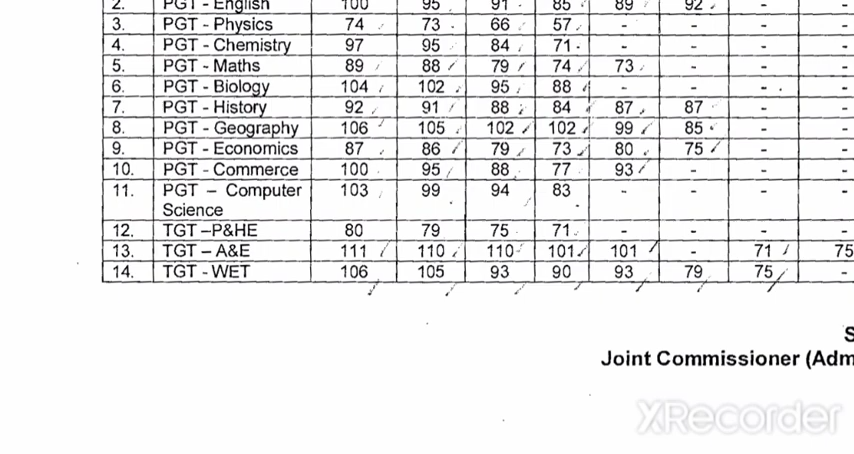 2. PGT - English 100 95 91 85 89 92 - -
3. PGT - Physics 74 73 66 57 - - - -
4. PGT - Chemistry 97 95 84 71 - - - -
5. PGT - Maths 89 88 79 74 73 - - -
6. PGT - Biology 104 102 95 88 - - - -
7. PGT - History 92 91 88 84 87 87 - -
8. PGT - Geography 106 105 102 102 99 85 - -
9. PGT - Economics 87 86 79 73 80 75 - -
10. PGT - Commerce 100 95 88 77 93 - - -
11. PGT – Computer 103 99 94 83 - - - -
Science
12. TGT –P&HE 80 79 75 71 - - - -
13. TGT – A&E 111 110 110 101 101 - 71 75
14. TGT - WET 106 105 93 90 93 79 75 -
S
Joint Commissioner (Adm
XRecorder